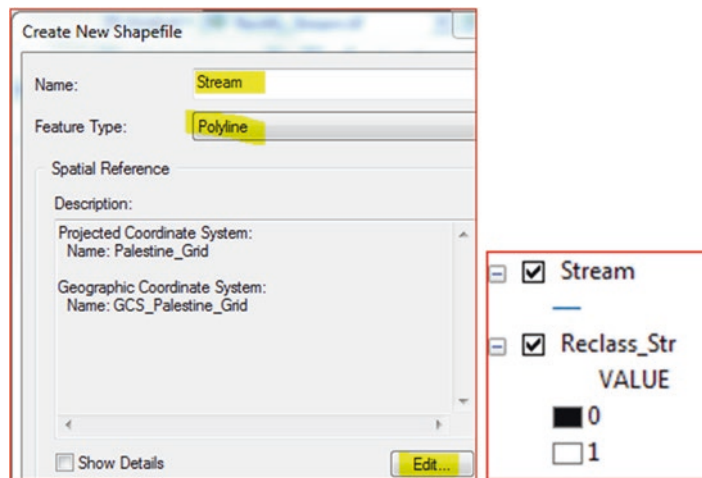 Create New Shapefile
Name:
Stream
Feature Type:
Polyline
Spatial Reference
Description:
Projected Coordinate System:
Name: Palestine_Grid
Geographic Coordinate System:
Name: GCS_Palestine_Grid
Show Details
Edit...
Stream
Reclass_Str
VALUE
0
1